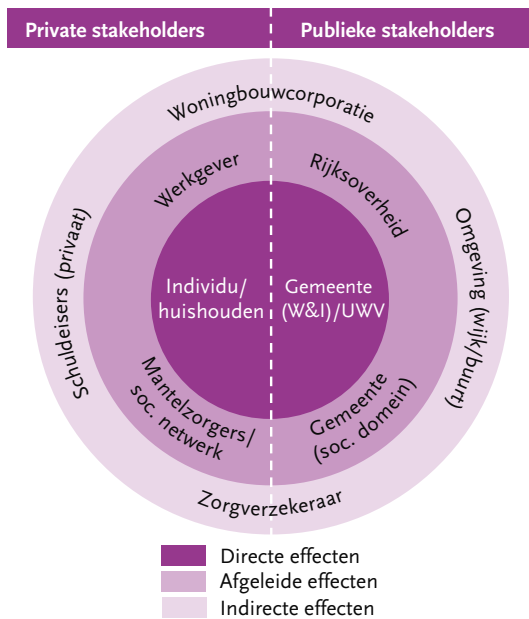 Private stakeholders
Publieke stakeholders
Woningbouwcorporatie
Werkgever
Rijksoverheid
Schuldeisers (privaat)
Omgeving (wijk/buurt)
Individu/
huishouden
Gemeente
(W&I)/UWV
Mantelzorgers/
soc. netwerk
Gemeente
(soc. domein)
Zorgverzekeraar
Directe effecten
Afgeleide effecten
Indirecte effecten